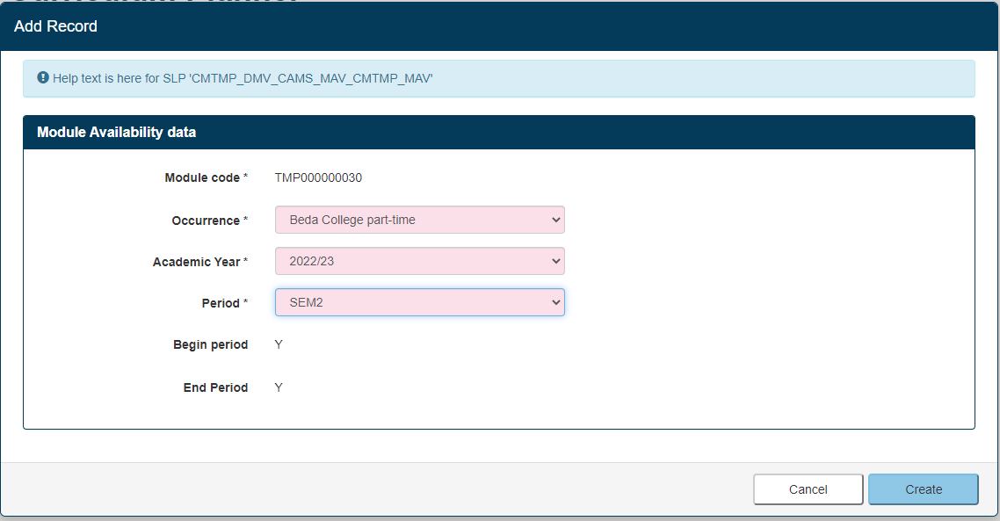 Add Record
Help text is here for SLP 'CMTMP_DMV_CAMS_MAV_CMTMP_MAV'
Module Availability data
Module code * TMP000000030
Occurrence * Beda College part-time
Academic Year * 2022/23
Period * SEM2
Begin period Y
End Period Y
Cancel Create